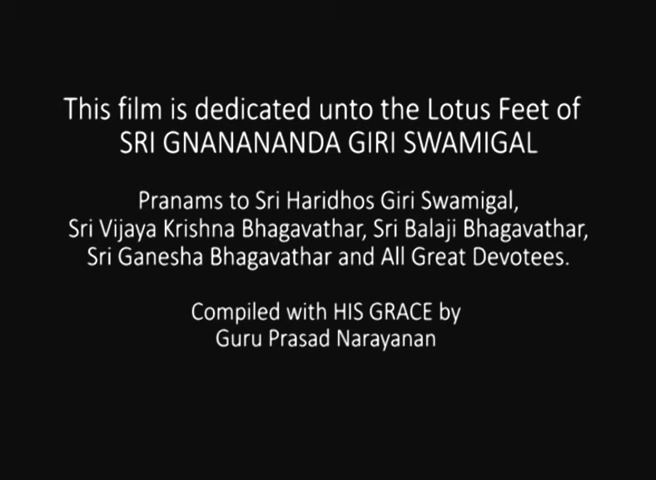 This film is dedicated unto the Lotus Feet of
SRI GNANANANDA GIRI SWAMIGAL
Pranams to Sri Haridhos Giri Swamigal,
Sri Vijaya Krishna Bhagavathar, Sri Balaji Bhagavathar,
Sri Ganesha Bhagavathar and All Great Devotees.
Compiled with HIS GRACE by
Guru Prasad Narayanan